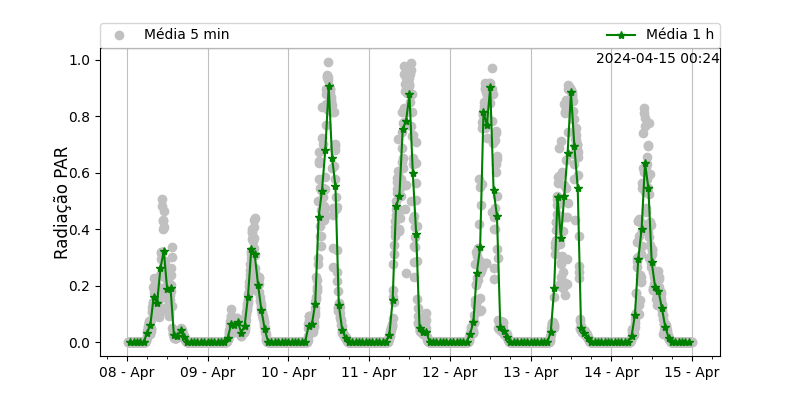 Média 5 min
Média 1 h
2024-04-15 00:24
Radiação PAR
1.0
0.8
0.6
0.4
0.2
0.0
08 - Apr
09 - Apr
10 - Apr
11 - Apr
12 - Apr
13 - Apr
14 - Apr
15 - Apr